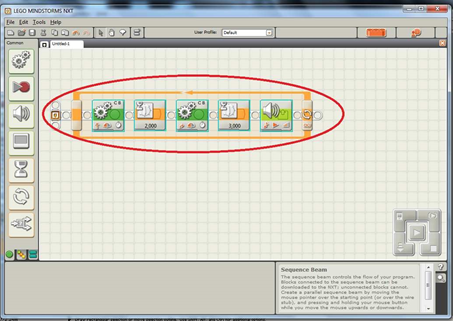 LEGO MINDSTORMS NXT
File Edit Tools Help
User Profile: Default
Common
Untitled-1
C B
C B
2,000
3,000
Sequence Beam
The sequence beam controls the flow of your program.
Blocks connected to the sequence beam can be
downloaded to the NXT; unconnected blocks cannot.
Create a parallel sequence beam by moving the
mouse pointer over the starting point (or over the wire
stub), and pressing and holding your mouse button
while you move the mouse upwards or downwards.